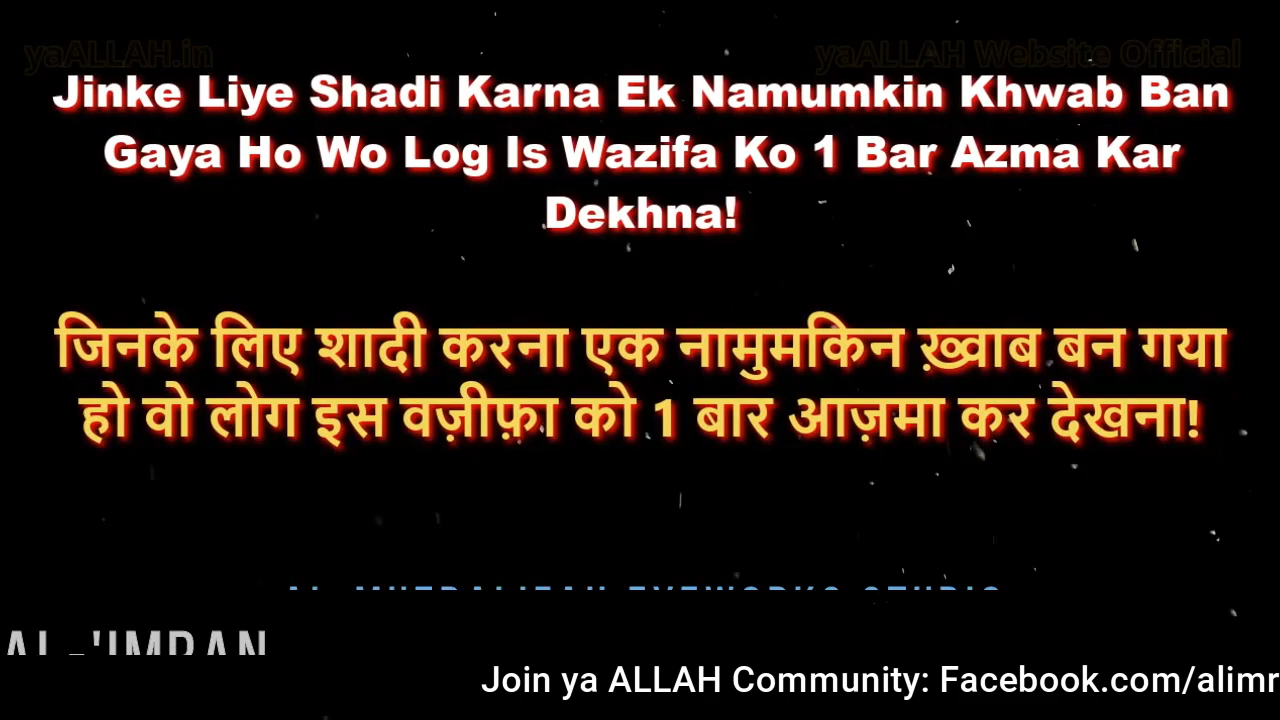 yaALLAH.in
yaALLAH Website Official
Jinke Liye Shadi Karna Ek Namumkin Khwab Ban
Gaya Ho Wo Log Is Wazifa Ko 1 Bar Azma Kar
Dekhna!
जिनके लिए शादी करना एक नामुमकिन ख़्वाब बन गया
हो वो लोग इस वज़ीफ़ा को 1 बार आज़मा कर देखना!
AL-'IMRAN
Join ya ALLAH Community: Facebook.com/alimr